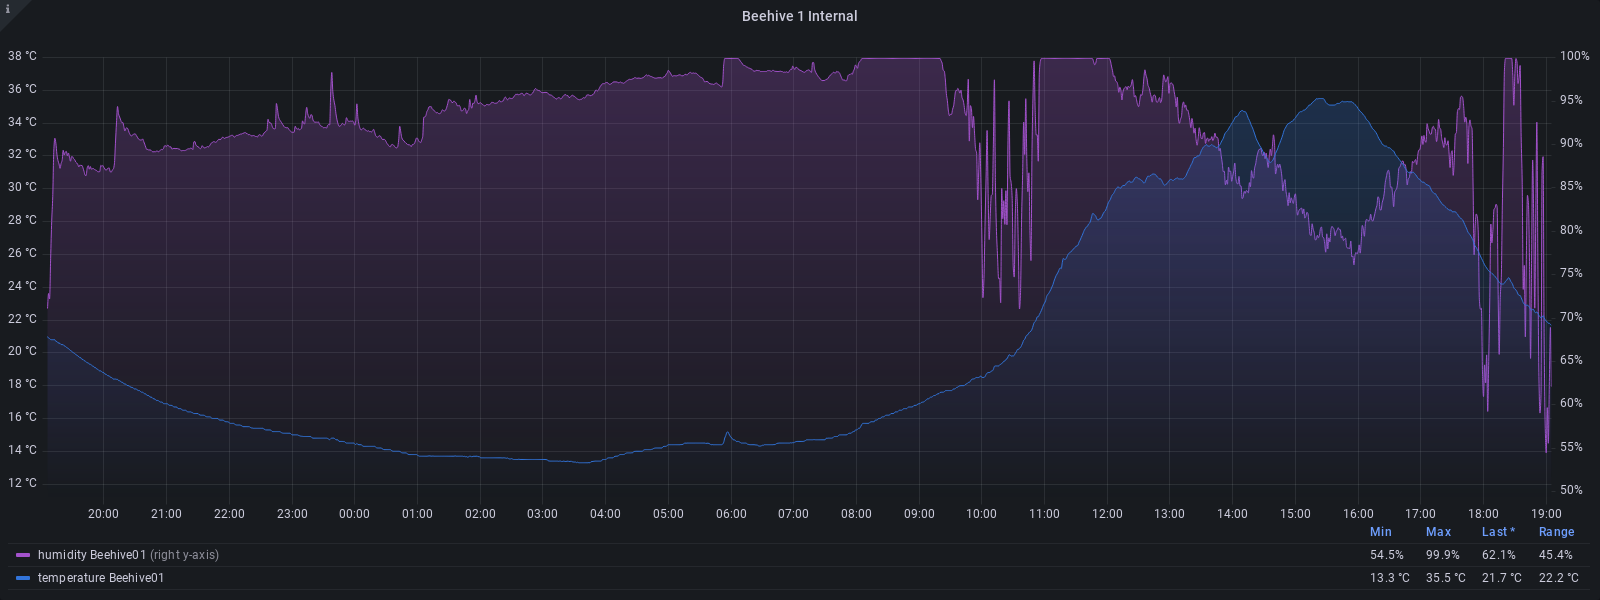 i
Beehive 1 Internal
38 °C
36 °C
34 °C
32 °C
30 °C
28 °C
26 °C
24 °C
22 °C
20 °C
18 °C
16 °C
14 °C
12 °C
100%
95%
90%
85%
80%
75%
70%
65%
60%
55%
50%
20:00 21:00 22:00 23:00 00:00 01:00 02:00 03:00 04:00 05:00 06:00 07:00 08:00 09:00 10:00 11:00 12:00 13:00 14:00 15:00 16:00 17:00 18:00 19:00
Min Max Last * Range
humidity Beehive01 (right y-axis) 54.5% 99.9% 62.1% 45.4%
temperature Beehive01 13.3 °C 35.5 °C 21.7 °C 22.2 °C